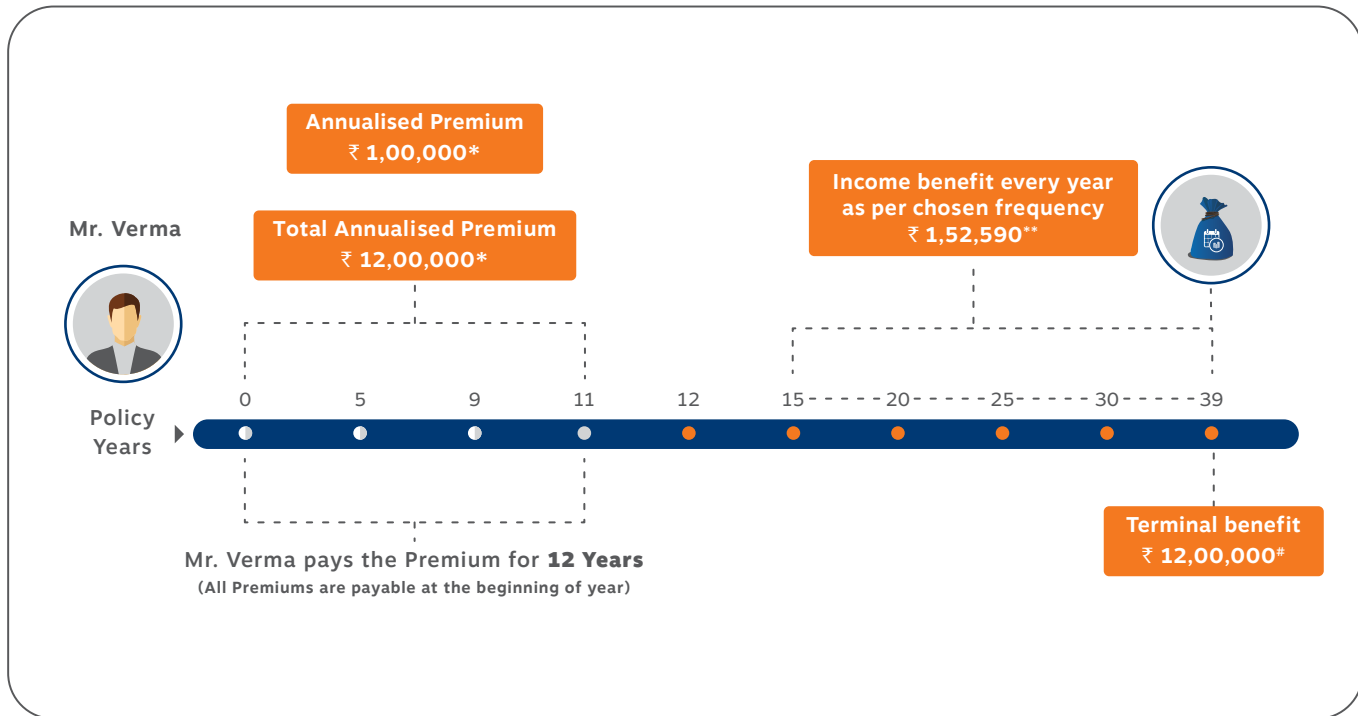 Annualised Premium
₹ 1,00,000*
Total Annualised Premium
₹ 12,00,000*
Income benefit every year
as per chosen frequency
₹ 1,52,590**
Mr. Verma
0 5 9 11 12 15 20 25 30 39
Policy
Years
Mr. Verma pays the Premium for 12 Years
(All Premiums are payable at the beginning of year)
Terminal benefit
₹ 12,00,000#